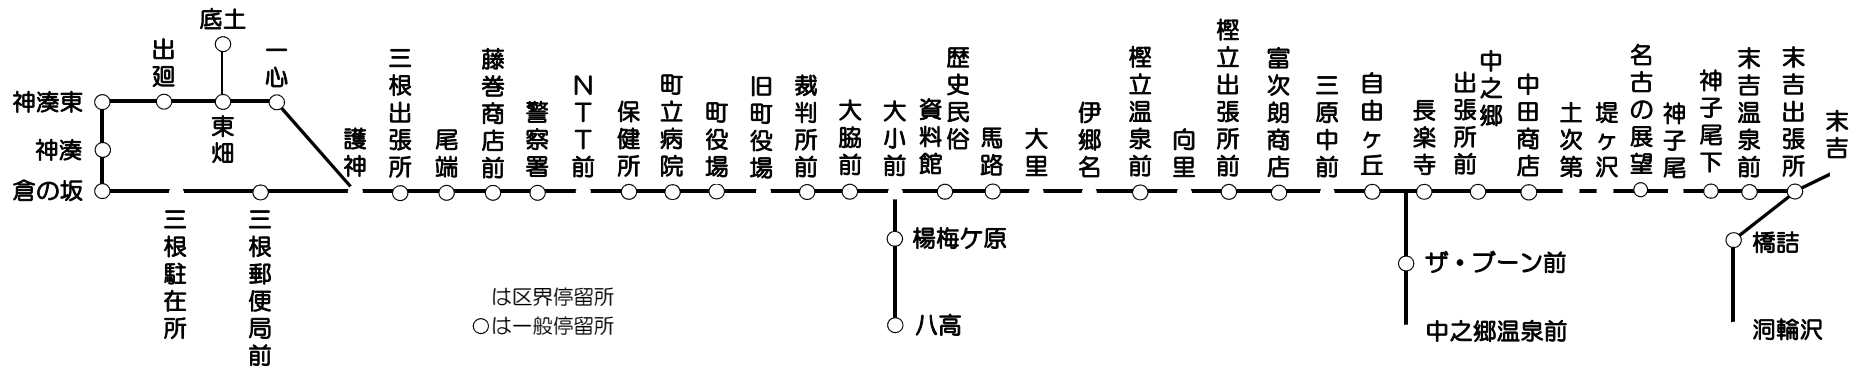 神湊東
神湊
倉の坂
出廻
底土
東畑
一心
三根駐在所
三根郵便局前
護神
三根出張所
尾端
藤巻商店前
警察署
NTT前
保健所
町立病院
町役場
旧町役場
裁判所前
大脇前
大小前
楊梅ケ原
八高
歴史民俗
資料館
馬路
大里
伊郷名
樫立温泉前
向里
樫立出張所前
富次朗商店
三原中前
自由ヶ丘
ザ・ブーン前
中之郷温泉前
長楽寺
中之郷
出張所前
中田商店
土次第
堤ヶ沢
名古の展望
神子尾
神子尾下
末吉温泉前
末吉出張所
末吉
橋詰
洞輪沢
は区界停留所
○は一般停留所